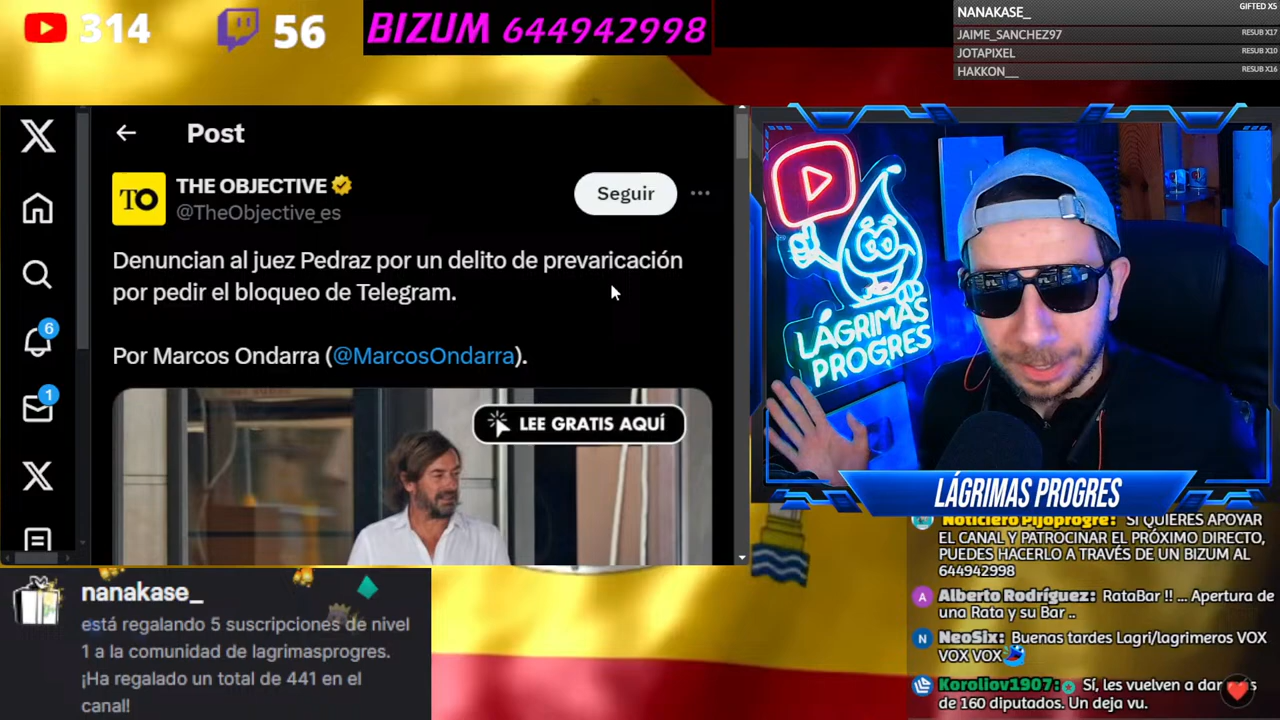 314
56
BIZUM 644942998
NANAKASE_
GIFTED X5
JAIME_SANCHEZ97
RESUB X17
JOTAPIXEL
RESUB X10
HAKKON__
RESUB X16
Post
TO
THE OBJECTIVE
@TheObjective_es
Seguir
Denuncian al juez Pedraz por un delito de prevaricación
por pedir el bloqueo de Telegram.
Por Marcos Ondarra (@MarcosOndarra).
LEE GRATIS AQUÍ
6
1
LÁGRIMAS
PROGRES
LÁGRIMAS PROGRES
nanakase_
está regalando 5 suscripciones de nivel
1 a la comunidad de lagrimasprogres.
¡Ha regalado un total de 441 en el
canal!
Noticiero Pijoprogre: SI QUIERES APOYAR
EL CANAL Y PATROCINAR EL PRÓXIMO DIRECTO,
PUEDES HACERLO A TRAVÉS DE UN BIZUM AL
644942998
A Alberto Rodríguez: RataBar !! ... Apertura de
una Rata y su Bar ..
N NeoSix: Buenas tardes Lagri/lagrimeros VOX
VOX VOX
Koroliov1907: Sí, les vuelven a dar
de 160 diputados. Un deja vu.